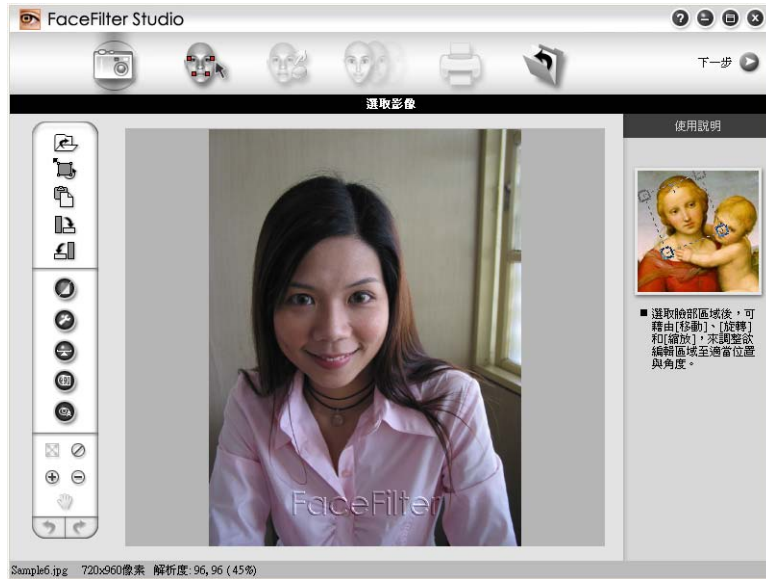 FaceFilter Studio
下一步
選取影像
使用說明
■ 選取臉部區域後，可
藉由[移動]、[旋轉]
和[縮放]，來調整欲
編輯區域至適當位置
與角度。
FaceFilter
Sample6.jpg 720x960像素 解析度: 96, 96 (45%)